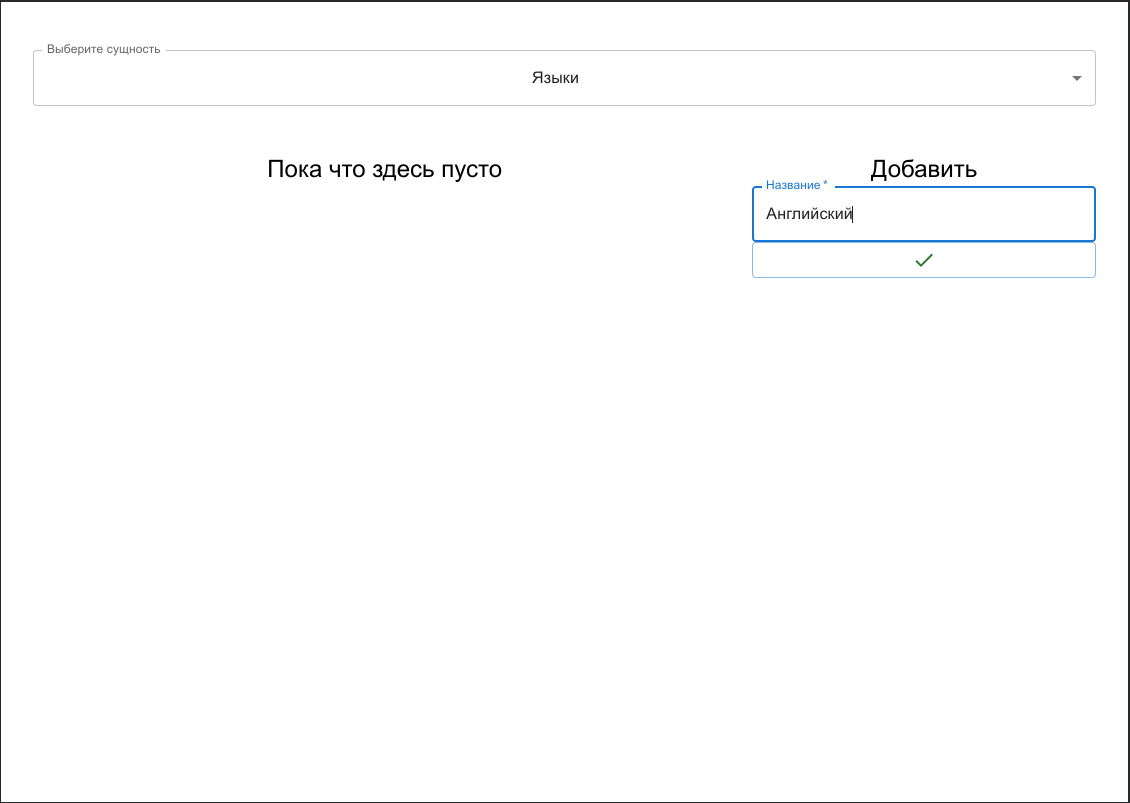 Выберите сущность
Языки
Пока что здесь пусто
Добавить
Название *
Английский